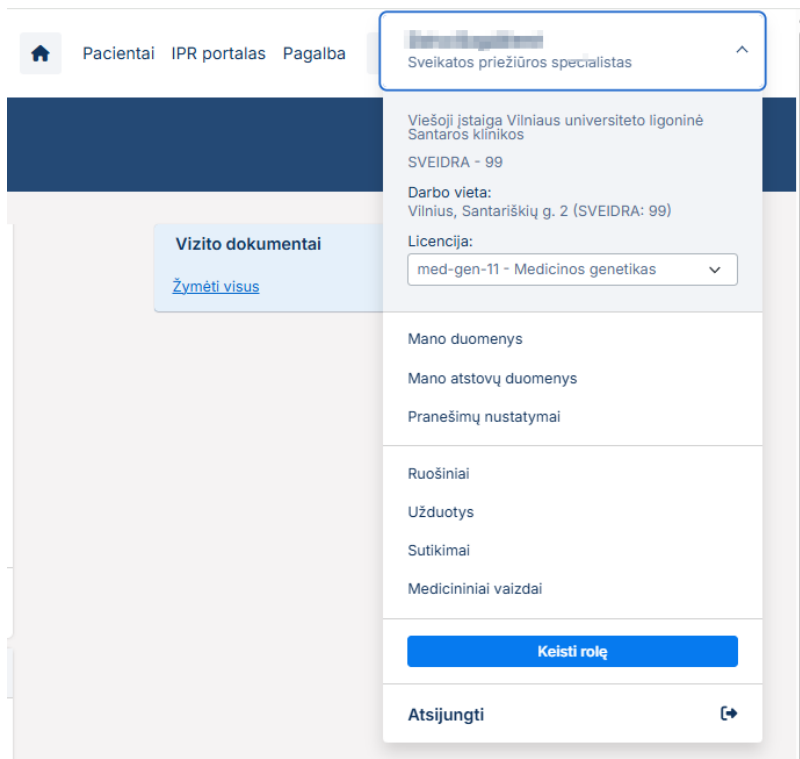 Pacientai IPR portalas Pagalba
Sveikatos priežiūros specialistas
Viešoji įstaiga Vilniaus universiteto ligoninė
Santaros klinikos
SVEIDRA - 99
Darbo vieta:
Vilnius, Santariškių g. 2 (SVEIDRA: 99)
Licencija:
med-gen-11 - Medicinos genetikas
Vizito dokumentai
Žymėti visus
Mano duomenys
Mano atstovų duomenys
Pranešimų nustatymai
Ruošiniai
Užduotys
Sutikimai
Medicininiai vaizdai
Keisti rolę
Atsijungti